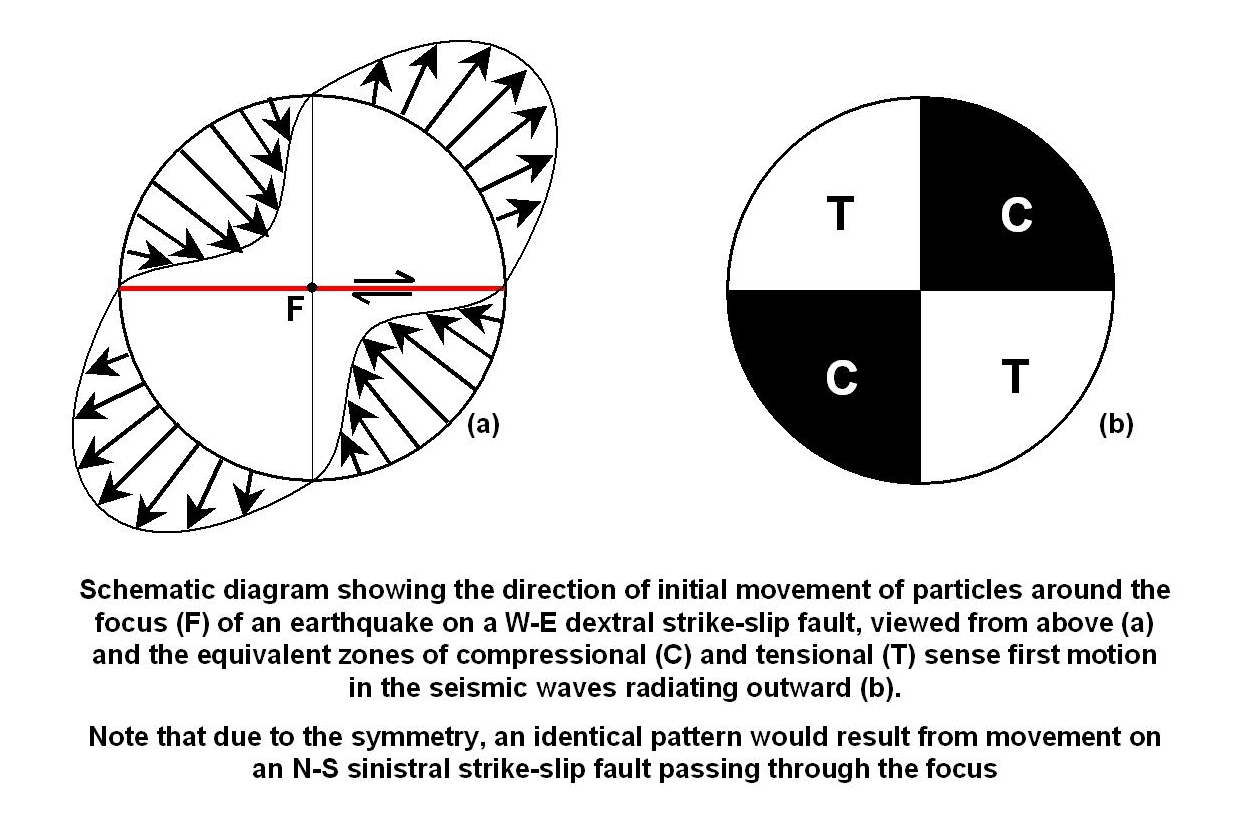 F
(a)
T
C
C
T
(b)
Schematic diagram showing the direction of initial movement of particles around the
focus (F) of an earthquake on a W-E dextral strike-slip fault, viewed from above (a)
and the equivalent zones of compressional (C) and tensional (T) sense first motion
in the seismic waves radiating outward (b).
Note that due to the symmetry, an identical pattern would result from movement on
an N-S sinistral strike-slip fault passing through the focus